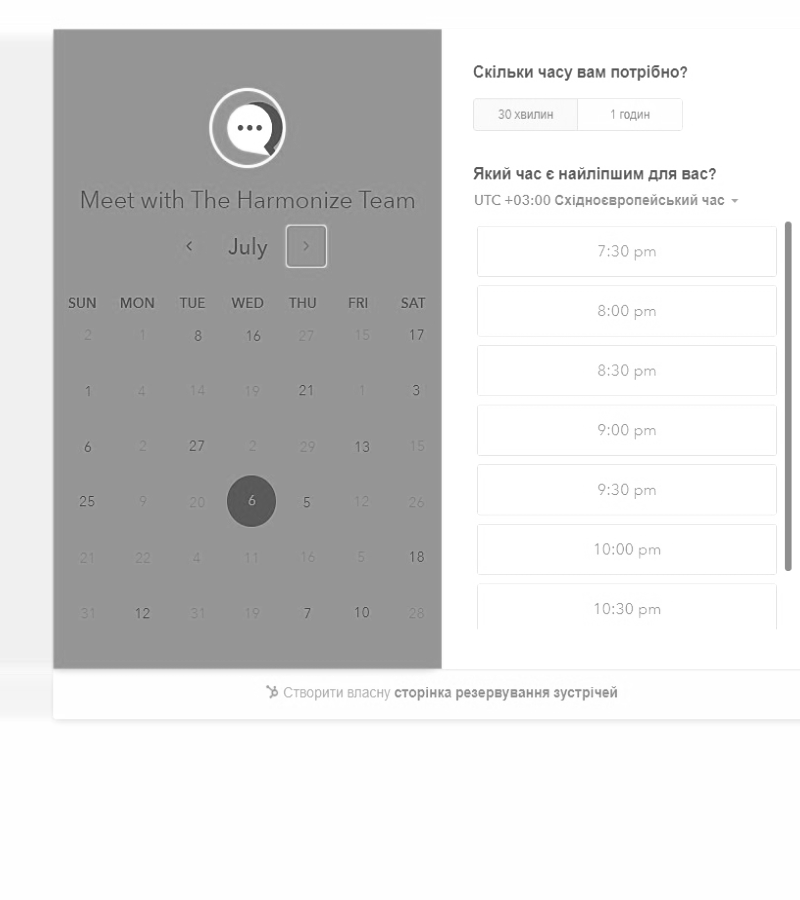 Meet with The Harmonize Team
July
SUN MON TUE WED THU FRI SAT
2 1 8 16 27 15 17
1 4 14 19 21 1 3
6 2 27 2 29 13 15
25 9 20 6 5 12 26
21 22 4 11 16 5 18
31 12 31 19 7 10 28
Скільки часу вам потрібно?
30 хвилин 1 годин
Який час є найліпшим для вас?
UTC +03:00 Східноєвропейський час
7:30 pm
8:00 pm
8:30 pm
9:00 pm
9:30 pm
10:00 pm
10:30 pm
Створити власну сторінка резервування зустрічей